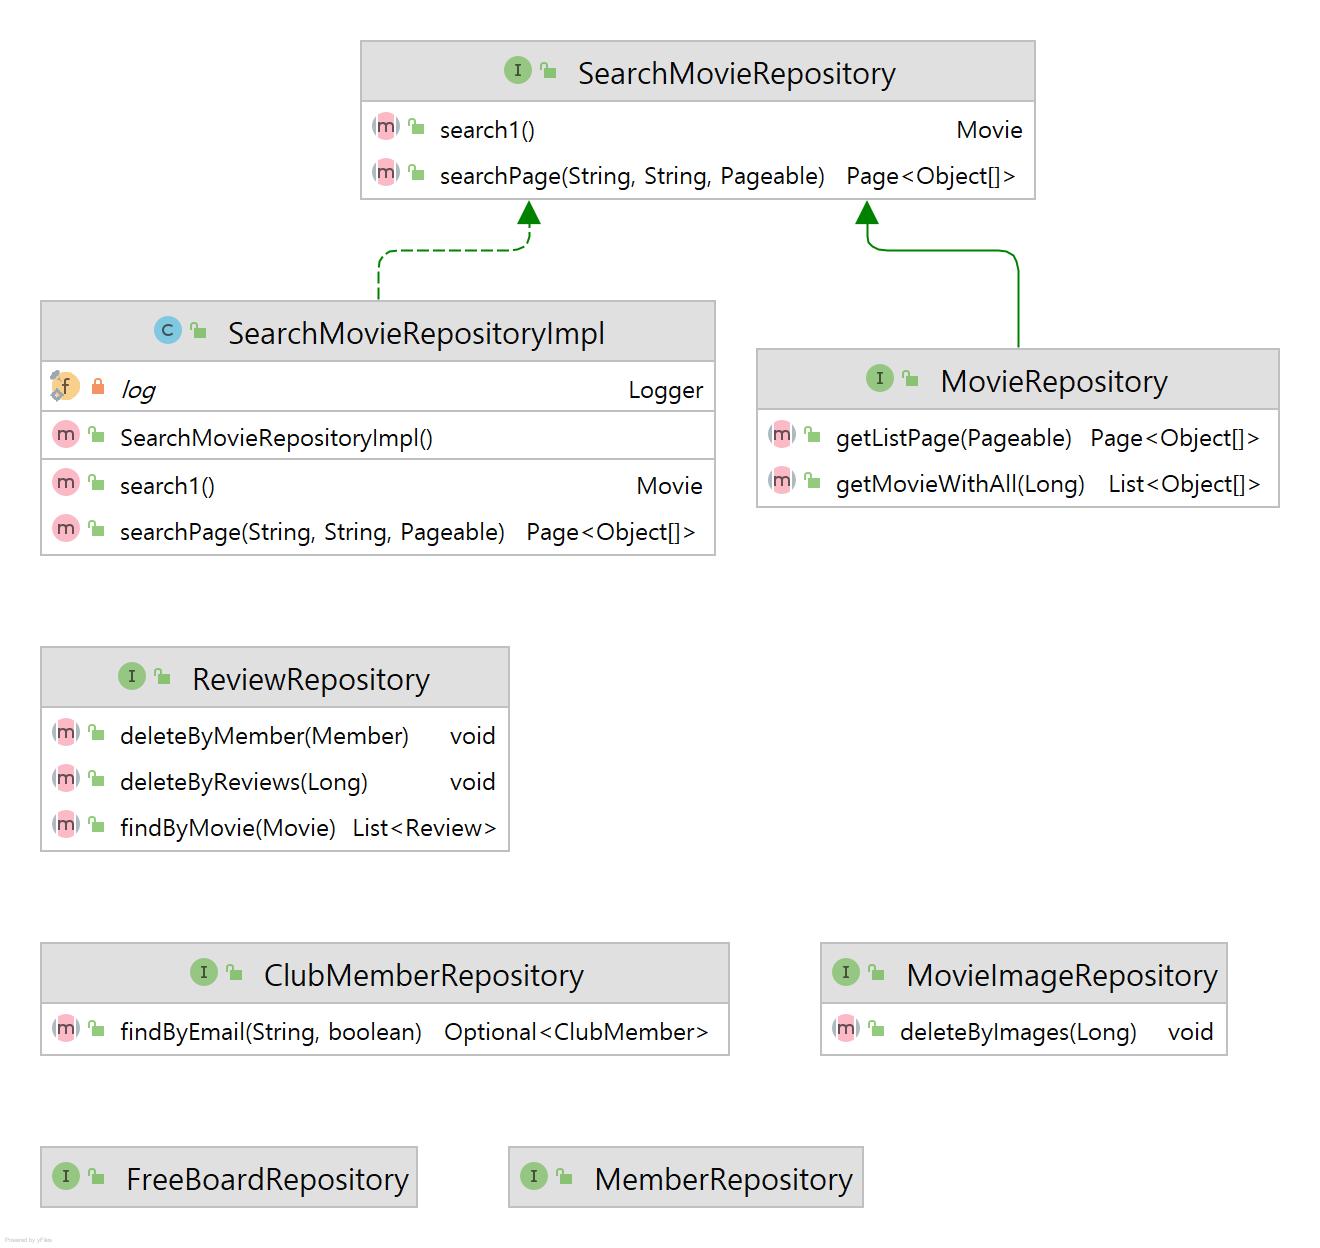 SearchMovieRepository
search1() Movie
searchPage(String, String, Pageable) Page<Object[]>
SearchMovieRepositoryImpl
log Logger
SearchMovieRepositoryImpl()
search1() Movie
searchPage(String, String, Pageable) Page<Object[]>
MovieRepository
getListPage(Pageable) Page<Object[]>
getMovieWithAll(Long) List<Object[]>
ReviewRepository
deleteByMember(Member) void
deleteByReviews(Long) void
findByMovie(Movie) List<Review>
ClubMemberRepository
findByEmail(String, boolean) Optional<ClubMember>
MovieImageRepository
deleteByImages(Long) void
FreeBoardRepository
MemberRepository
Powered by yFiles